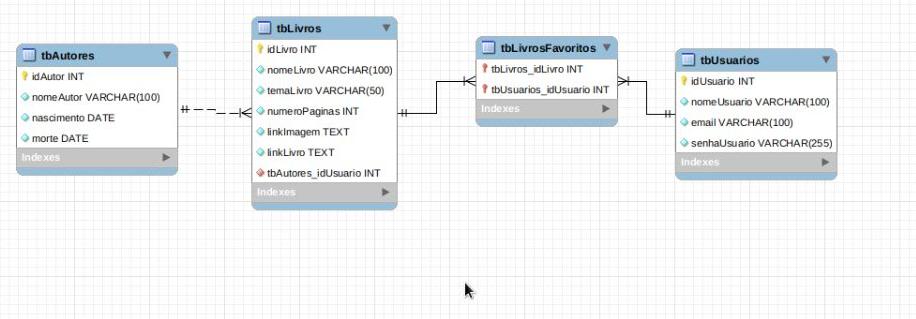 tbAutores
idAutor INT
nomeAutor VARCHAR(100)
nascimento DATE
morte DATE
Indexes
tbLivros
idLivro INT
nomeLivro VARCHAR(100)
temaLivro VARCHAR(50)
numeroPaginas INT
linkImagem TEXT
linkLivro TEXT
tbAutores_idUsuario INT
Indexes
tbLivrosFavoritos
tbLivros_idLivro INT
tbUsuarios_idUsuario INT
Indexes
tbUsuarios
idUsuario INT
nomeUsuario VARCHAR(100)
email VARCHAR(100)
senhaUsuario VARCHAR(255)
Indexes